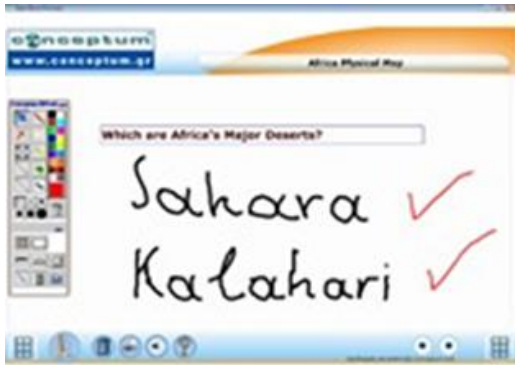 conceptum
www.conceptum.gr
Africa Physical Map
Which are Africa's Major Deserts?
Sahara
Kalahari